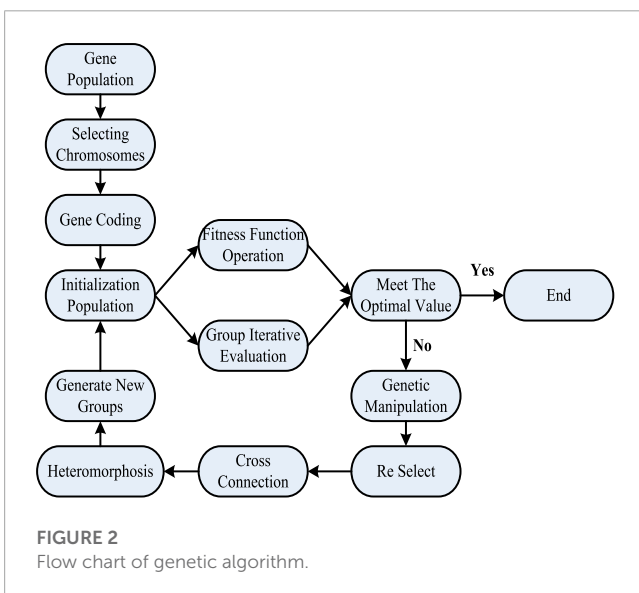 Gene
Population
Selecting
Chromosomes
Gene Coding
Initialization
Population
Fitness Function
Operation
Group Iterative
Evaluation
Meet The
Optimal Value
Yes
End
No
Genetic
Manipulation
Re Select
Cross
Connection
Heteromorphosis
Generate New
Groups
FIGURE 2
Flow chart of genetic algorithm.